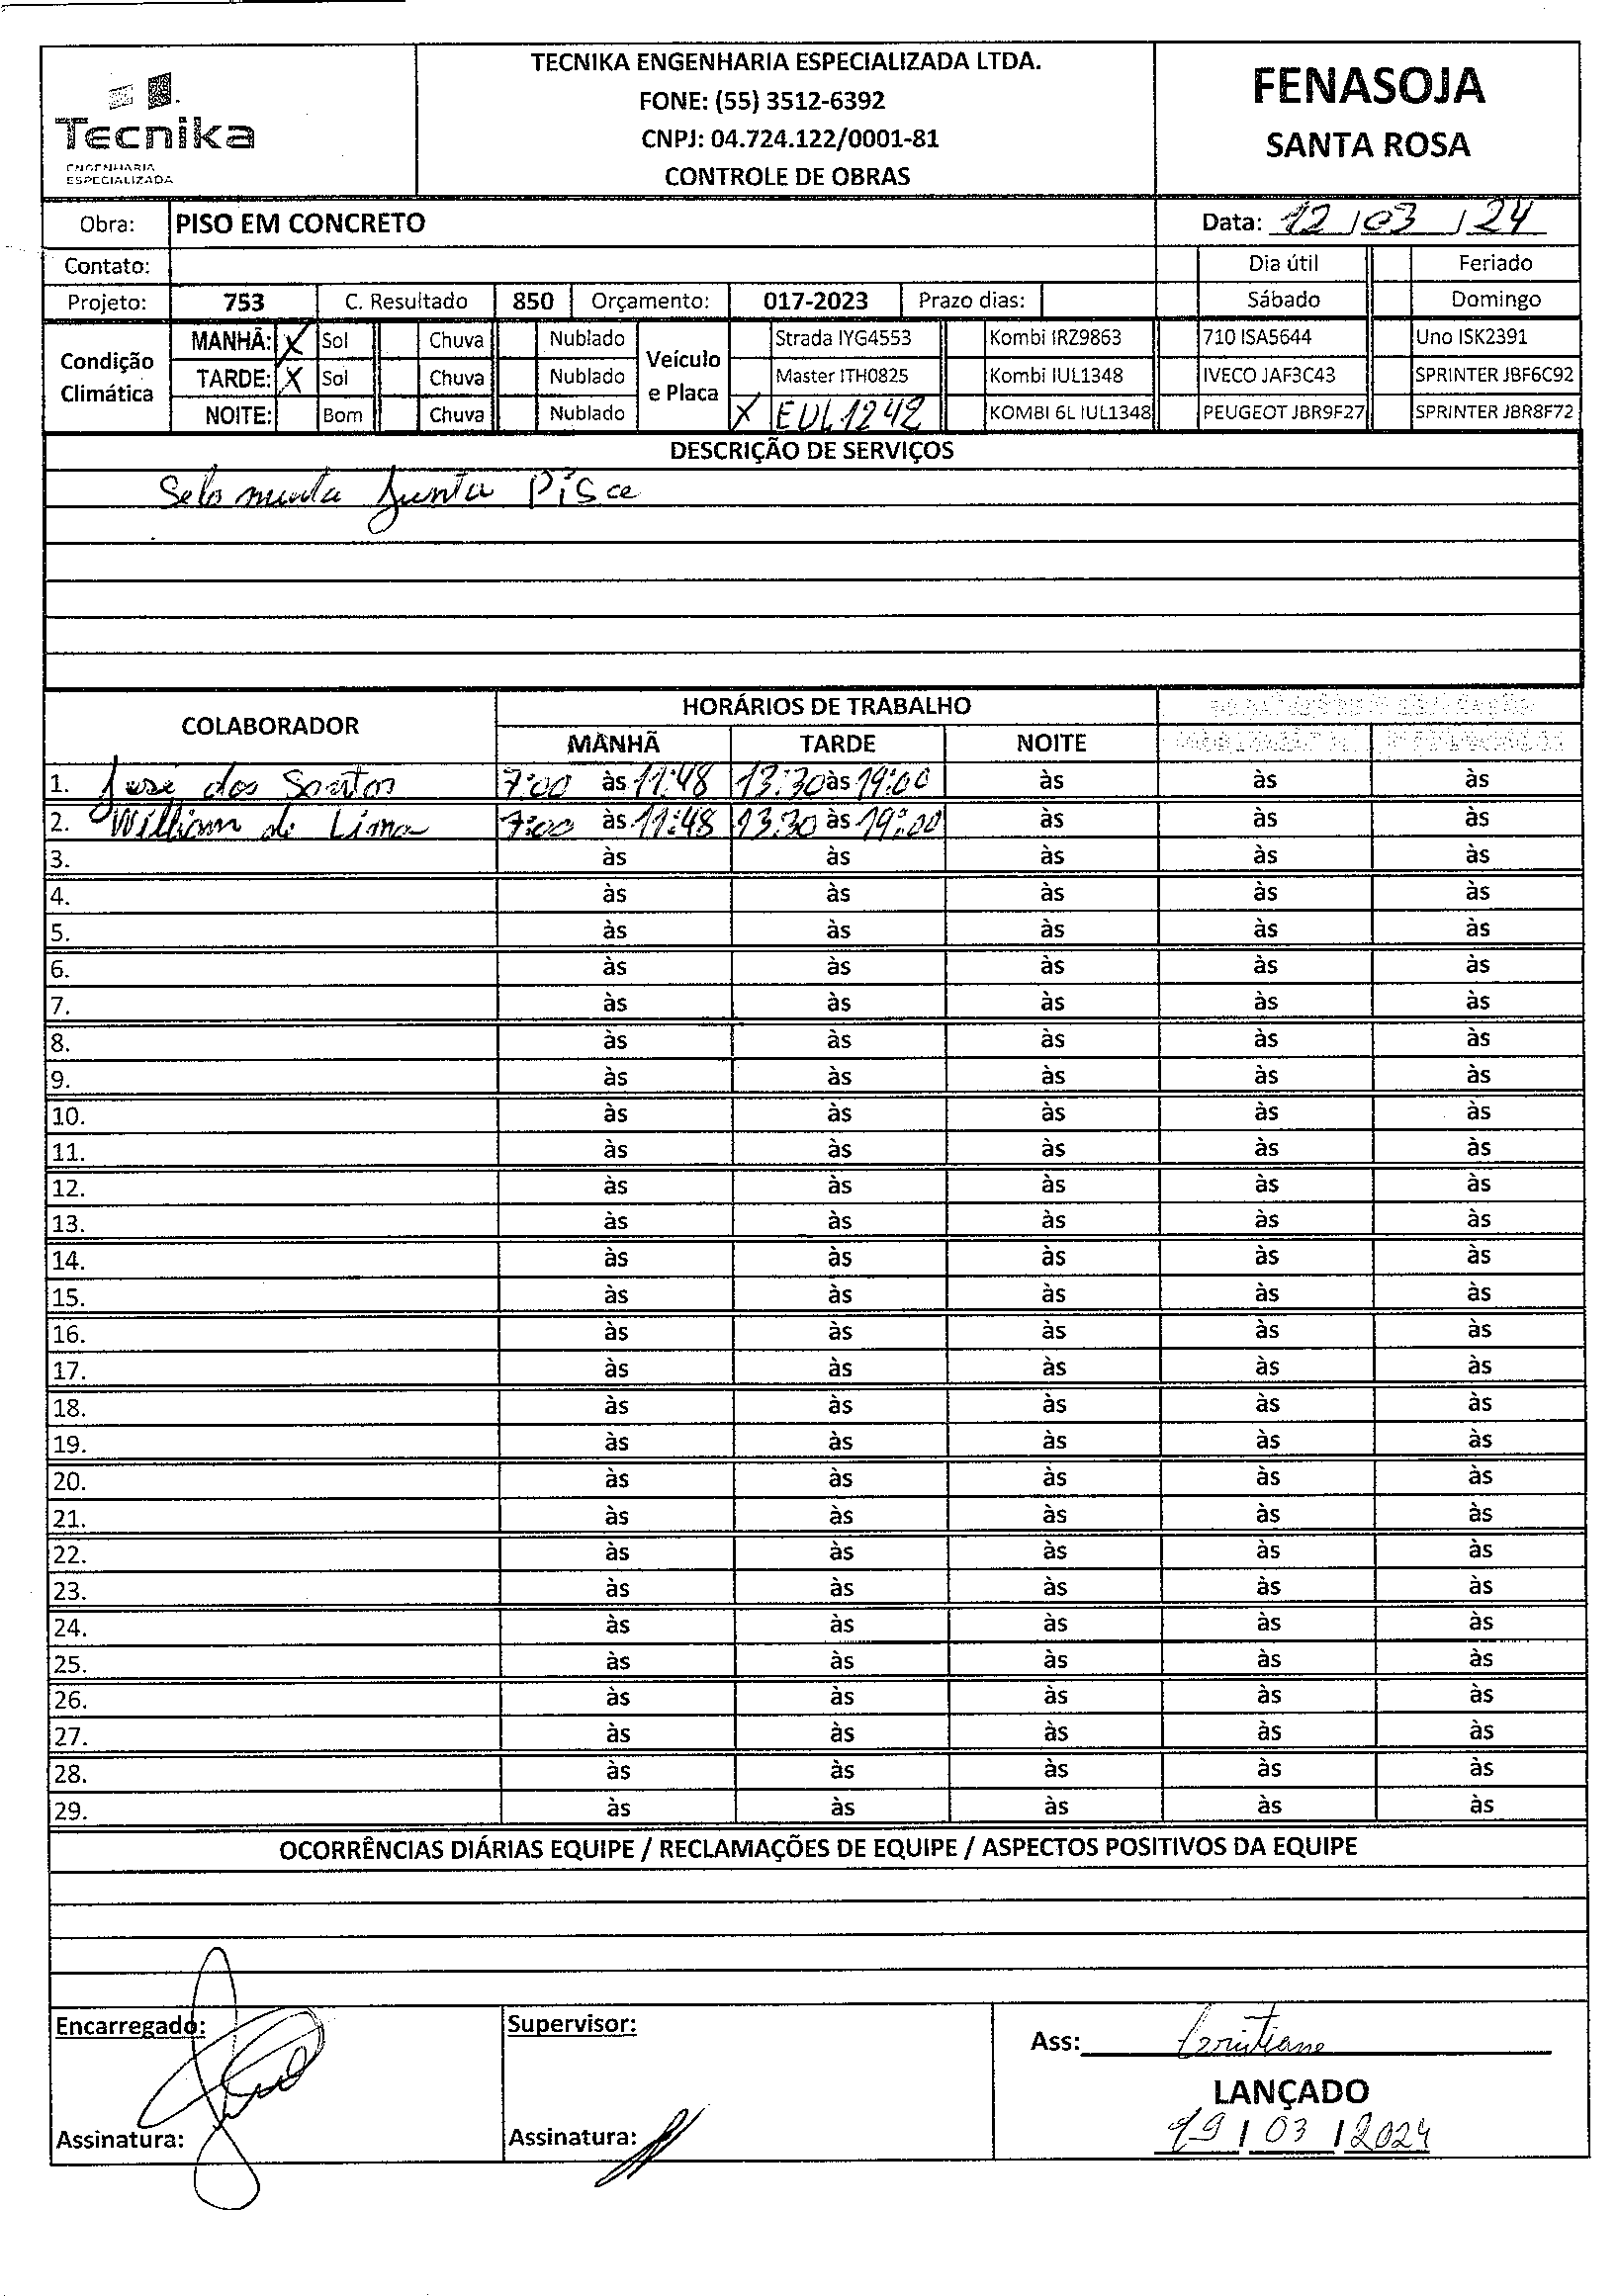 TECNIKA ENGENHARIA ESPECIALIZADA LTDA.
FONE: (55) 3512-6392
CNPJ: 04.724.122/0001-81
CONTROLE DE OBRAS
Tecnika
ENGENHARIA
ESPECIALIZADA
FENASOJA
SANTA ROSA
Obra: PISO EM CONCRETO Data: 12/03/24
Contato: Dia útil Feriado
Projeto: 753 C. Resultado 850 Orçamento: 017-2023 Prazo dias: Sábado Domingo
Condição Climática
MANHÃ: X Sol Chuva Nublado
TARDE: X Sol Chuva Nublado
NOITE: Bom Chuva Nublado
Veículo e Placa
Strada IYG4553 Kombi IRZ9863 710 ISA5644 Uno ISK2391
Master ITH0825 Kombi IUL1348 IVECO JAF3C43 SPRINTER JBF6C92
X EUL1242 KOMBI 6L IUL1348 PEUGEOT JBR9F27 SPRINTER JBR8F72
DESCRIÇÃO DE SERVIÇOS
Junta
COLABORADOR HORÁRIOS DE TRABALHO
MANHÃ TARDE NOITE
1. José dos Santos 7:00 às 11:48 13:30 às 19:00 às às às
2. William de Lima 7:00 às 11:48 13:30 às 19:00 às às às
3. às às às às às
4. às às às às às
5. às às às às às
6. às às às às às
7. às às às às às
8. às às às às às
9. às às às às às
10. às às às às às
11. às às às às às
12. às às às às às
13. às às às às às
14. às às às às às
15. às às às às às
16. às às às às às
17. às às às às às
18. às às às às às
19. às às às às às
20. às às às às às
21. às às às às às
22. às às às às às
23. às às às às às
24. às às às às às
25. às às às às às
26. às às às às às
27. às às às às às
28. às às às às às
29. às às às às às
OCORRÊNCIAS DIÁRIAS EQUIPE / RECLAMAÇÕES DE EQUIPE / ASPECTOS POSITIVOS DA EQUIPE
Encarregado:
Assinatura:
Supervisor:
Assinatura:
Ass: Cristiane
LANÇADO
19/03/2024